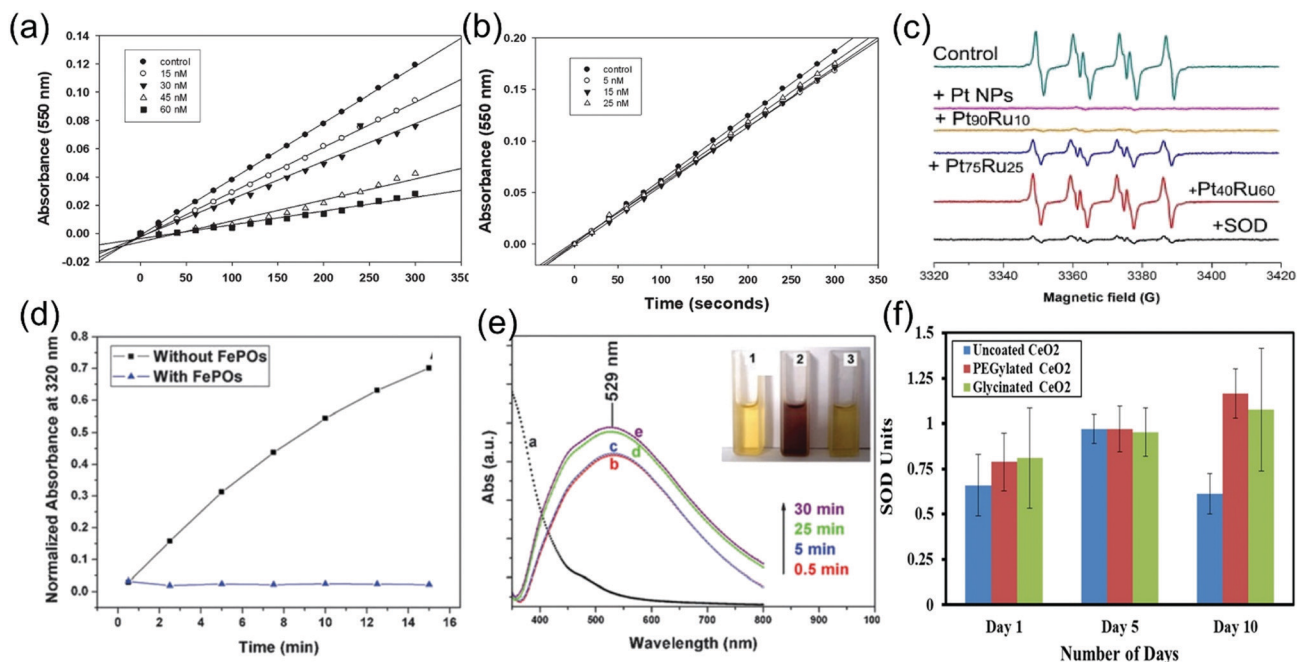 (a)
0.14
0.12
0.10
0.08
0.06
0.04
0.02
0.00
-0.02
Absorbance (550 nm)
control
15 nM
30 nM
45 nM
60 nM
0 50 100 150 200 250 300 350
(b)
0.20
0.15
0.10
0.05
0.00
Absorbance (550 nm)
control
5 nM
15 nM
25 nM
0 50 100 150 200 250 300 350
Time (seconds)
(c)
Control
+ Pt NPs
+ Pt90Ru10
+ Pt75Ru25
+Pt40Ru60
+SOD
3320 3340 3360 3380 3400 3420
Magnetic field (G)
(d)
0.8
0.7
0.6
0.5
0.4
0.3
0.2
0.1
0.0
Normalized Absorbance at 320 nm
Without FePOs
With FePOs
0 2 4 6 8 10 12 14 16
Time (min)
(e)
Abs (a.u.)
529 nm
a
e
d
c
b
1 2 3
30 min
25 min
5 min
0.5 min
400 500 600 700 800 900
Wavelength (nm)
(f)
1.5
1.25
1
0.75
0.5
0.25
0
SOD Units
Uncoated CeO2
PEGylated CeO2
Glycinated CeO2
Day 1 Day 5 Day 10
Number of Days